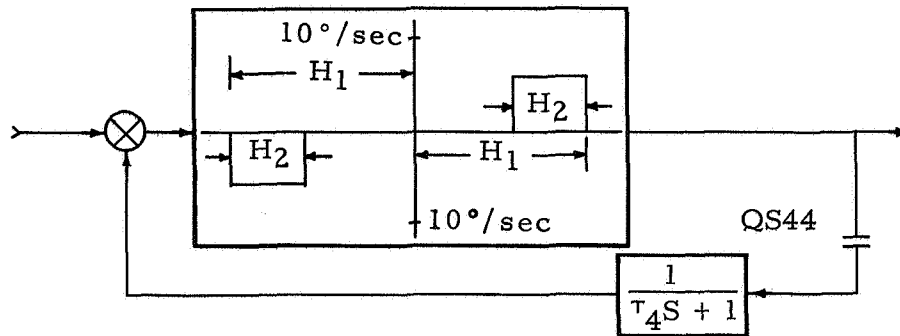 10°/sec
H₁
H₂
H₂
H₁
10°/sec
QS44
1
τ₄S + 1